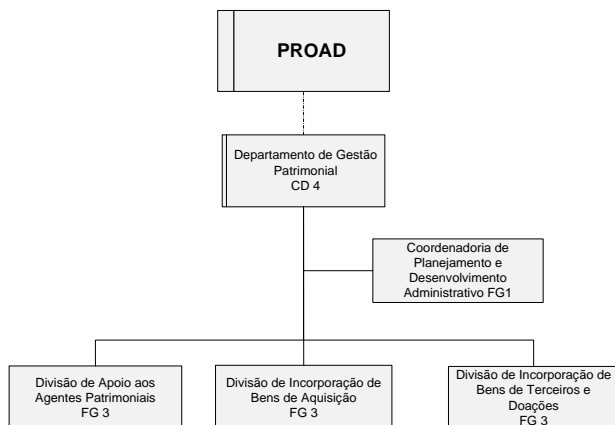 PROAD
Departamento de Gestão
Patrimonial
CD 4
Coordenadoria de
Planejamento e
Desenvolvimento
Administrativo FG1
Divisão de Apoio aos
Agentes Patrimoniais
FG 3
Divisão de Incorporação de
Bens de Aquisição
FG 3
Divisão de Incorporação de
Bens de Terceiros e
Doações
FG 3